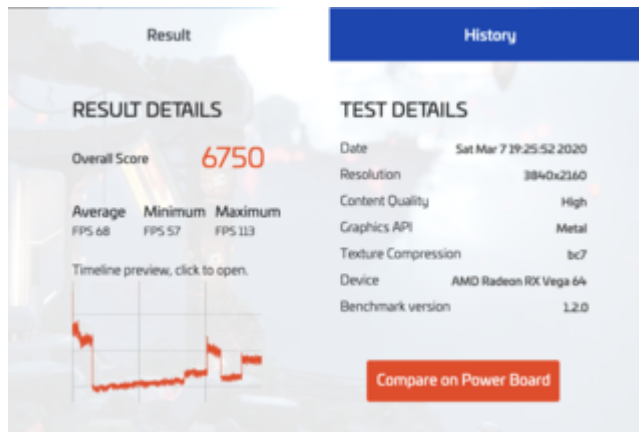 Result
History
RESULT DETAILS
Overall Score 6750
Average Minimum Maximum
FPS 68 FPS 57 FPS 113
Timeline preview, click to open.
TEST DETAILS
Date Sat Mar 7 19:25:52 2020
Resolution 3840x2160
Content Quality High
Graphics API Metal
Texture Compression bc7
Device AMD Radeon RX Vega 64
Benchmark version 1.2.0
Compare on Power Board